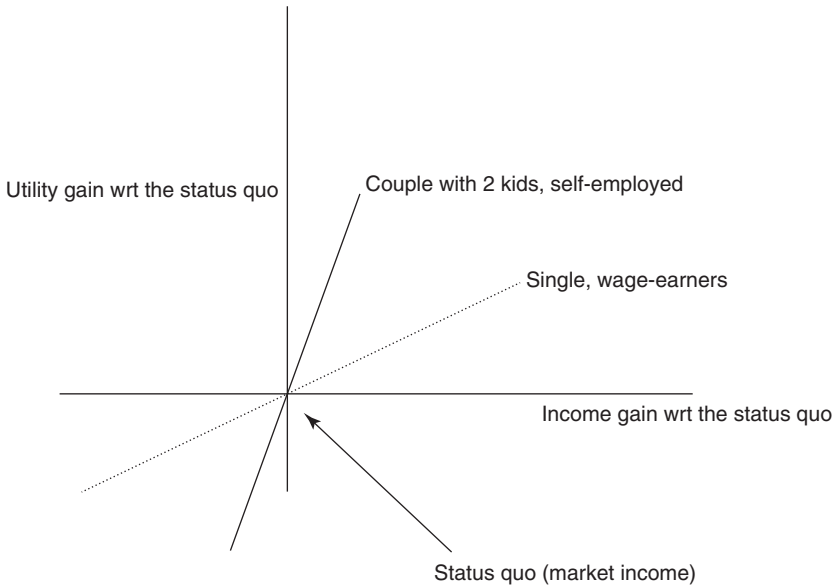 Couple with 2 kids, self-employed
Utility gain wrt the status quo
Single, wage-earners
Income gain wrt the status quo
Status quo (market income)